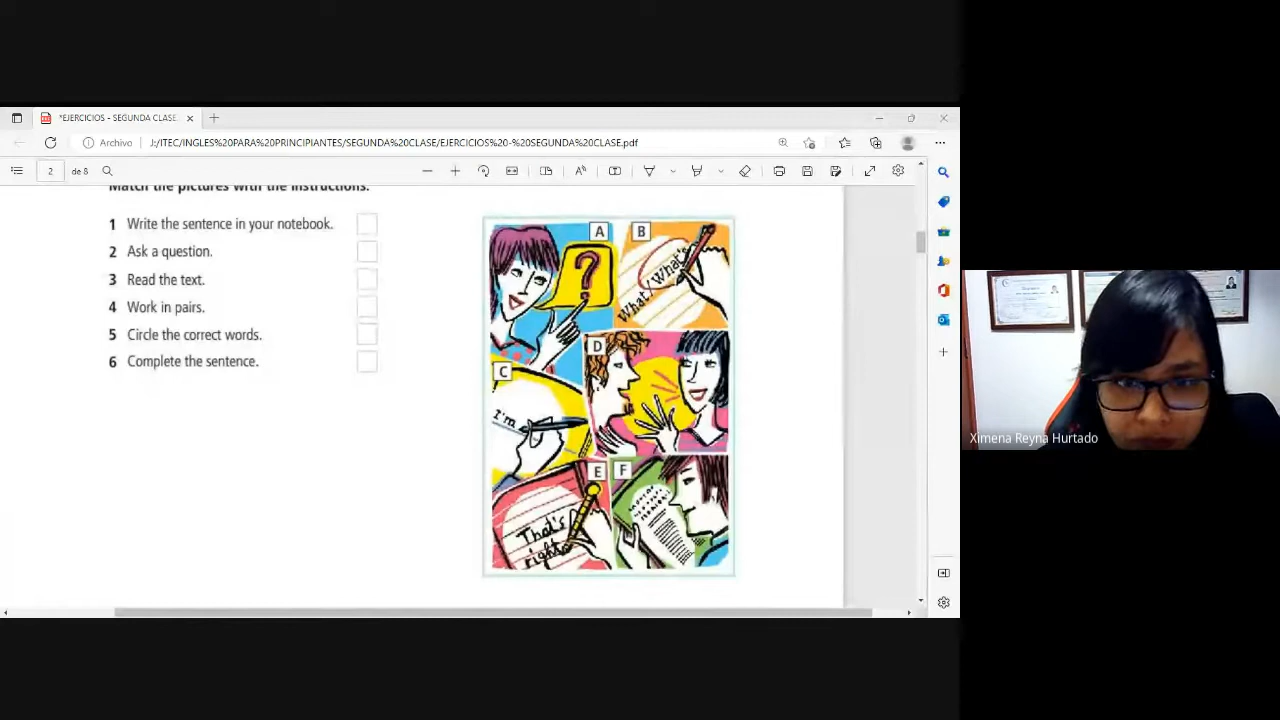 *EJERCICIOS - SEGUNDA CLASE
Archivo
J:/ITEC/INGLES%20PARA%20PRINCIPIANTES/SEGUNDA%20CLASE/EJERCICIOS%20-%20SEGUNDA%20CLASE.pdf
2
de 8
Match the pictures with the instructions.
1 Write the sentence in your notebook.
2 Ask a question.
3 Read the text.
4 Work in pairs.
5 Circle the correct words.
6 Complete the sentence.
A
?
B
What / What's
C
I'm
D
E
That's
right
F
Ximena Reyna Hurtado